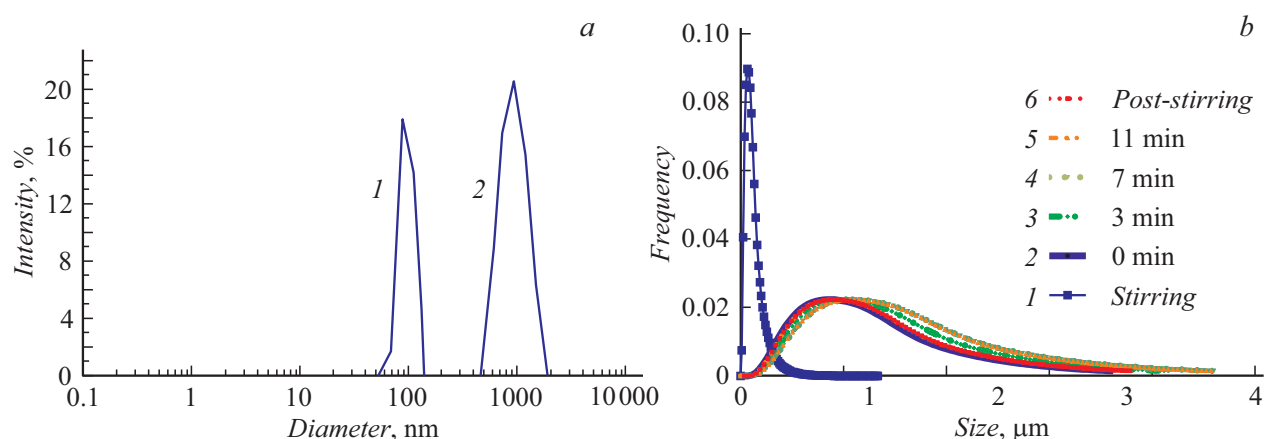 a
Intensity, %
20
16
12
8
4
0
1
2
0.1
1
10
100
1000
10 000
Diameter, nm
b
Frequency
0.10
0.08
0.06
0.04
0.02
0
6 Post-stirring
5 11 min
4 7 min
3 3 min
2 0 min
1 Stirring
0
1
2
3
4
Size, μm